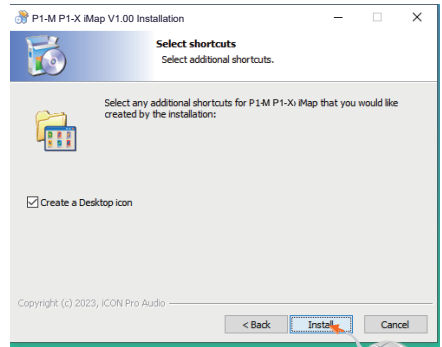 P1-M P1-X iMap V1.00 Installation
Select shortcuts
Select additional shortcuts.
Select any additional shortcuts for P1-M P1-X iMap that you would like
created by the installation:
Create a Desktop icon
Copyright (c) 2023, iCON Pro Audio
< Back Install Cancel